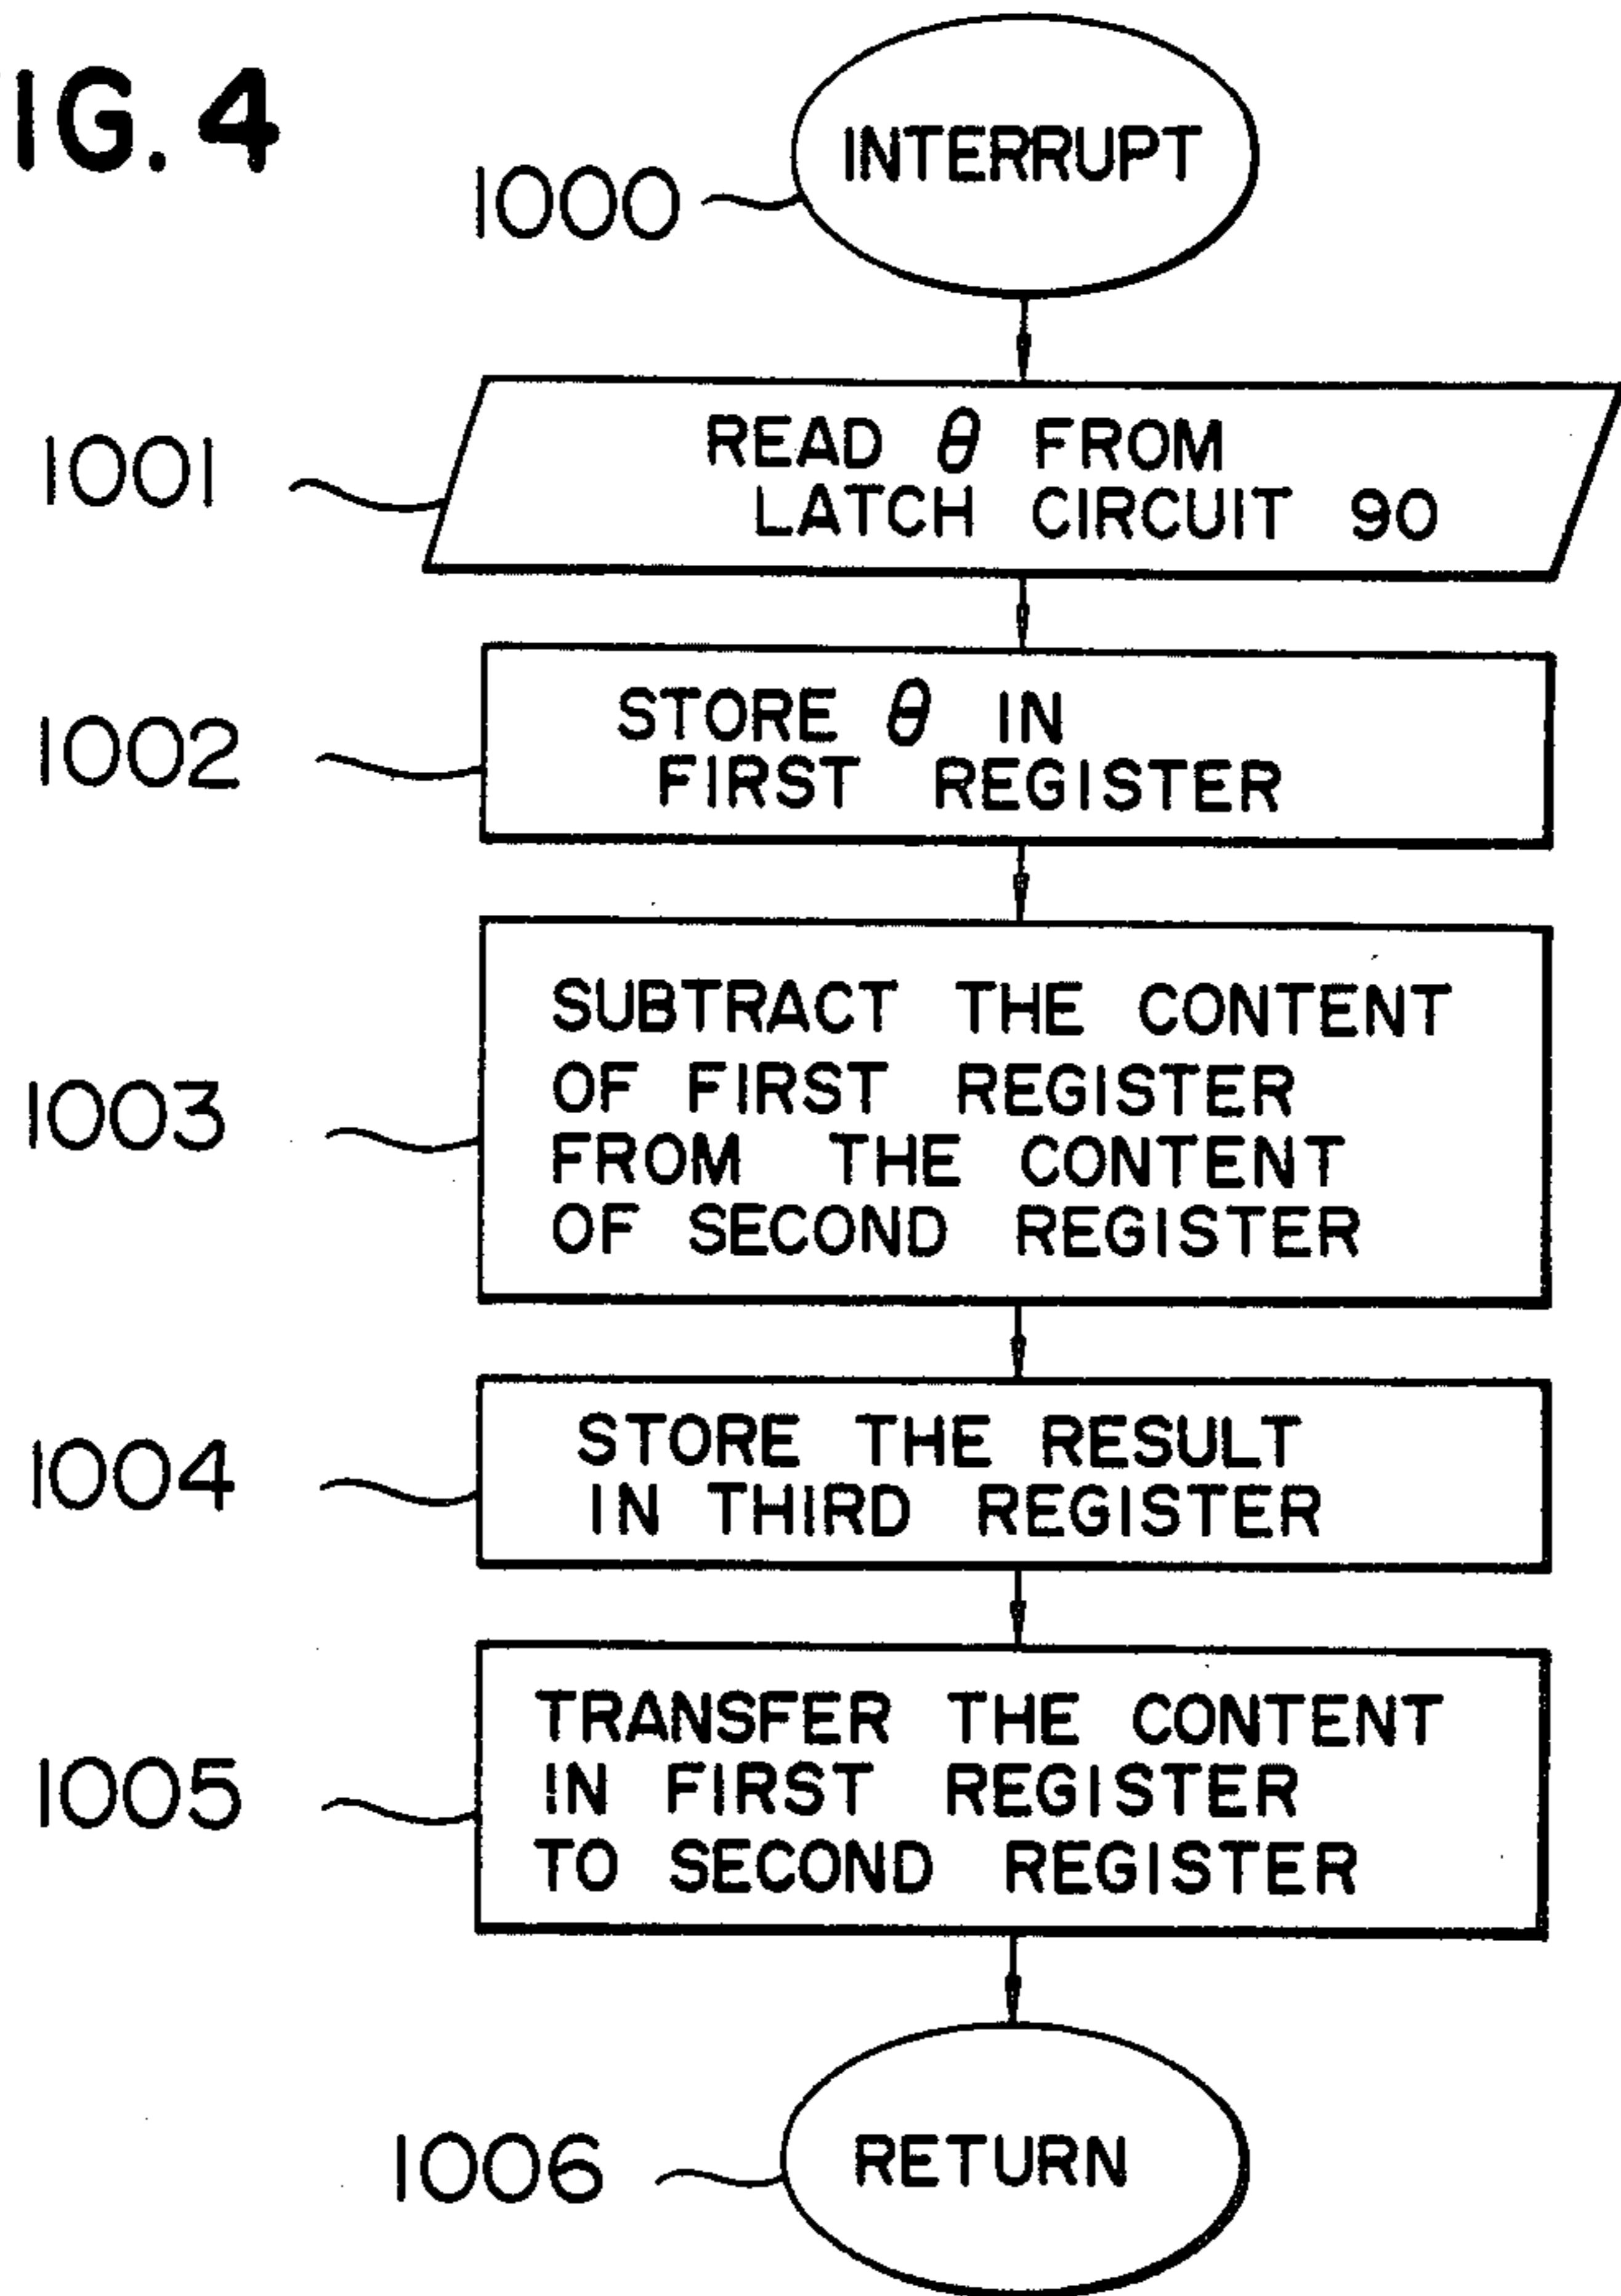 IG. 4
INTERRUPT
1000
READ θ FROM
LATCH CIRCUIT 90
1001
STORE θ IN
FIRST REGISTER
1002
SUBTRACT THE CONTENT
OF FIRST REGISTER
FROM THE CONTENT
OF SECOND REGISTER
1003
STORE THE RESULT
IN THIRD REGISTER
1004
TRANSFER THE CONTENT
IN FIRST REGISTER
TO SECOND REGISTER
1005
RETURN
1006